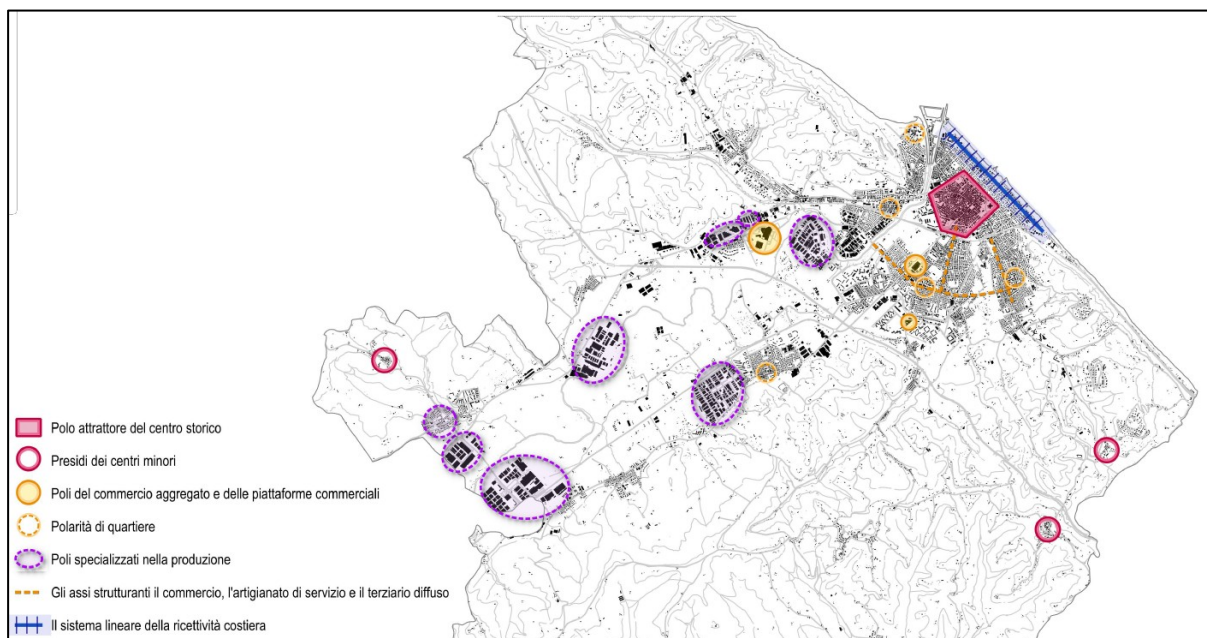 Polo attrattore del centro storico
Presidi dei centri minori
Poli del commercio aggregato e delle piattaforme commerciali
Polarità di quartiere
Poli specializzati nella produzione
Gli assi strutturanti il commercio, l'artigianato di servizio e il terziario diffuso
Il sistema lineare della ricettività costiera